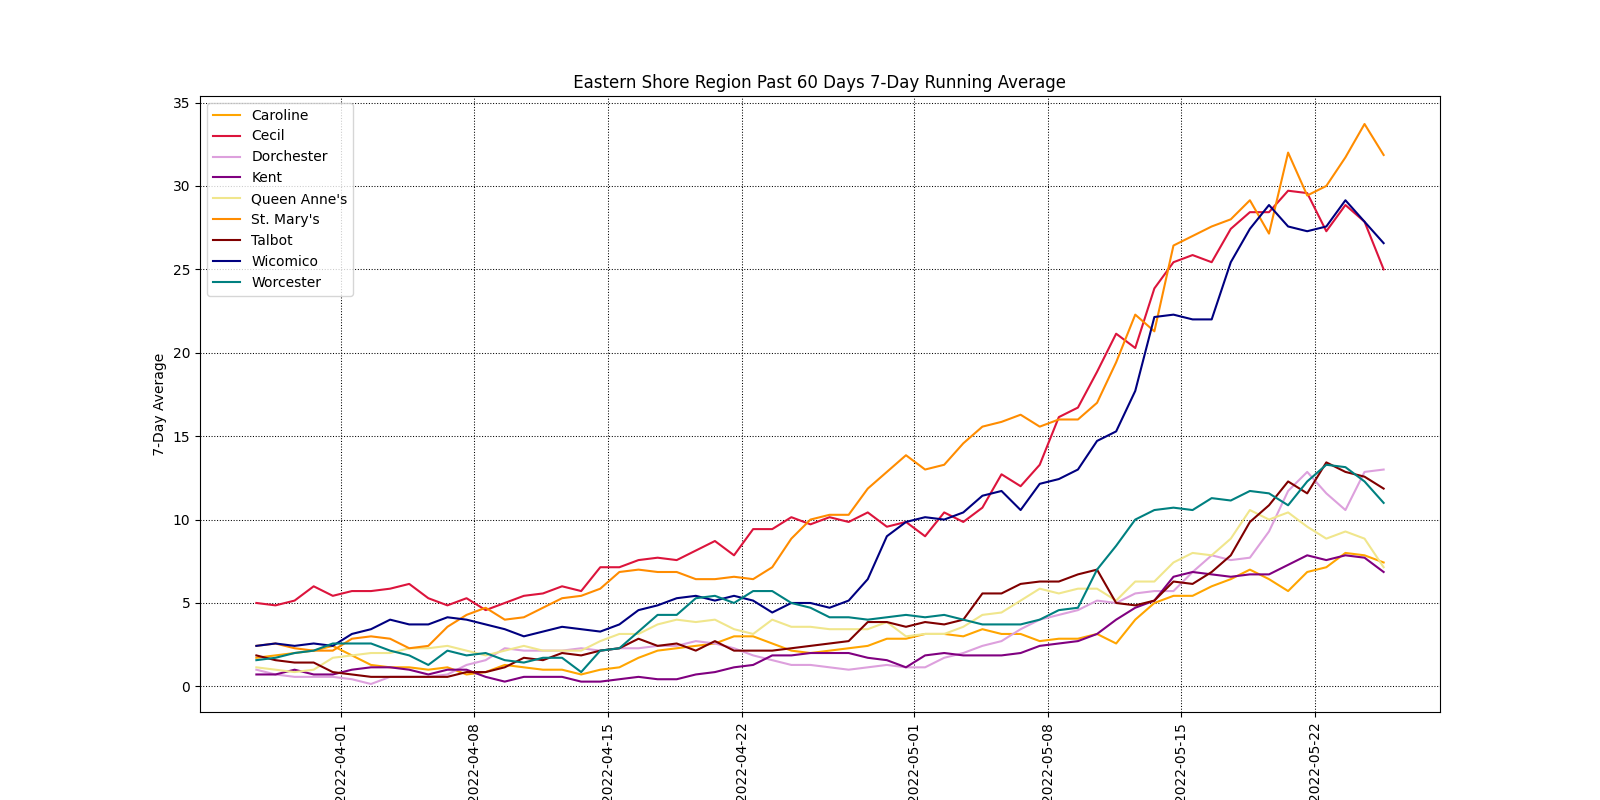 Eastern Shore Region Past 60 Days 7-Day Running Average
35
30
25
20
15
10
5
0
7-Day Average
Caroline
Cecil
Dorchester
Kent
Queen Anne's
St. Mary's
Talbot
Wicomico
Worcester
2022-04-01
2022-04-08
2022-04-15
2022-04-22
2022-05-01
2022-05-08
2022-05-15
2022-05-22